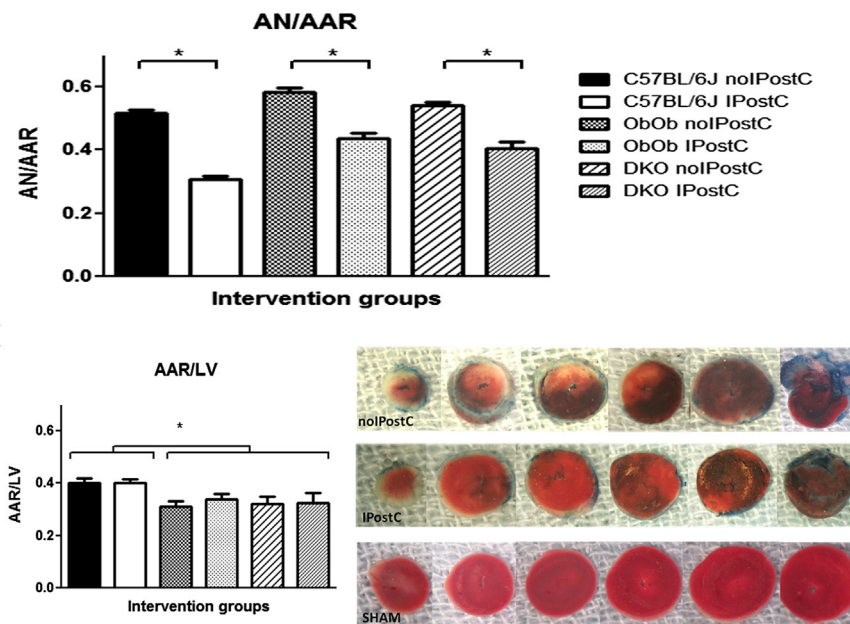 AN/AAR
*
*
*
AN/AAR
0.6
0.4
0.2
0.0
Intervention groups
C57BL/6J noIPostC
C57BL/6J IPostC
ObOb noIPostC
ObOb IPostC
DKO noIPostC
DKO IPostC
AAR/LV
*
AAR/LV
0.6
0.4
0.2
0.0
Intervention groups
noIPostC
IPostC
SHAM